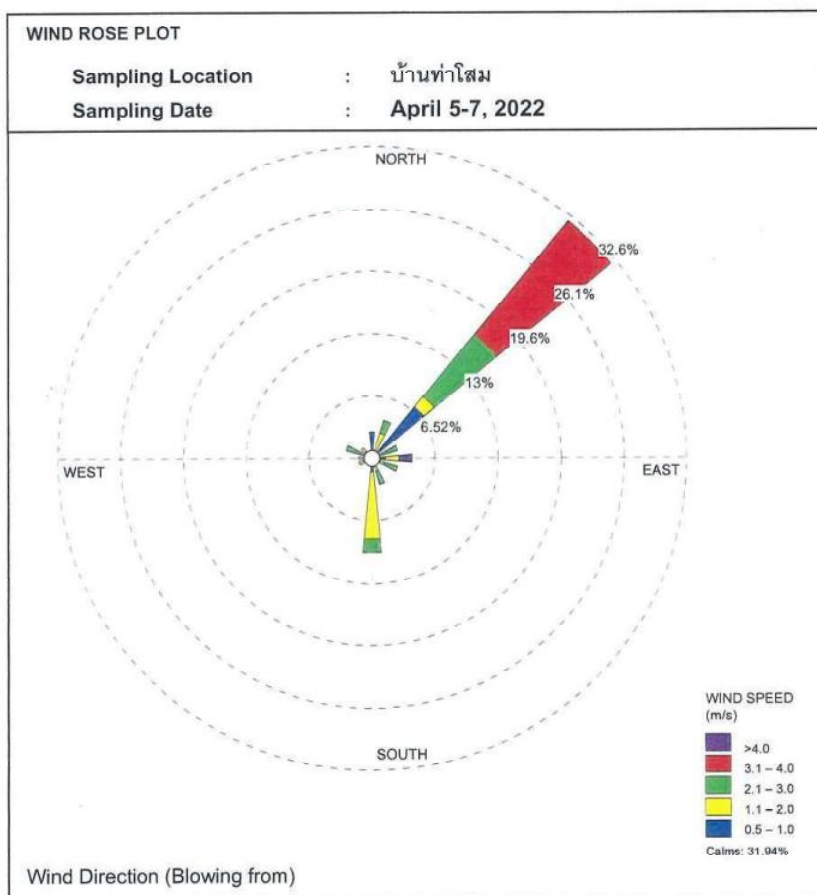 WIND ROSE PLOT
Sampling Location : บ้านท่าโสม
Sampling Date : April 5-7, 2022
NORTH
32.6%
26.1%
19.6%
13%
6.52%
WEST
EAST
SOUTH
WIND SPEED
(m/s)
>4.0
3.1 – 4.0
2.1 – 3.0
1.1 – 2.0
0.5 – 1.0
Calms: 31.94%
Wind Direction (Blowing from)